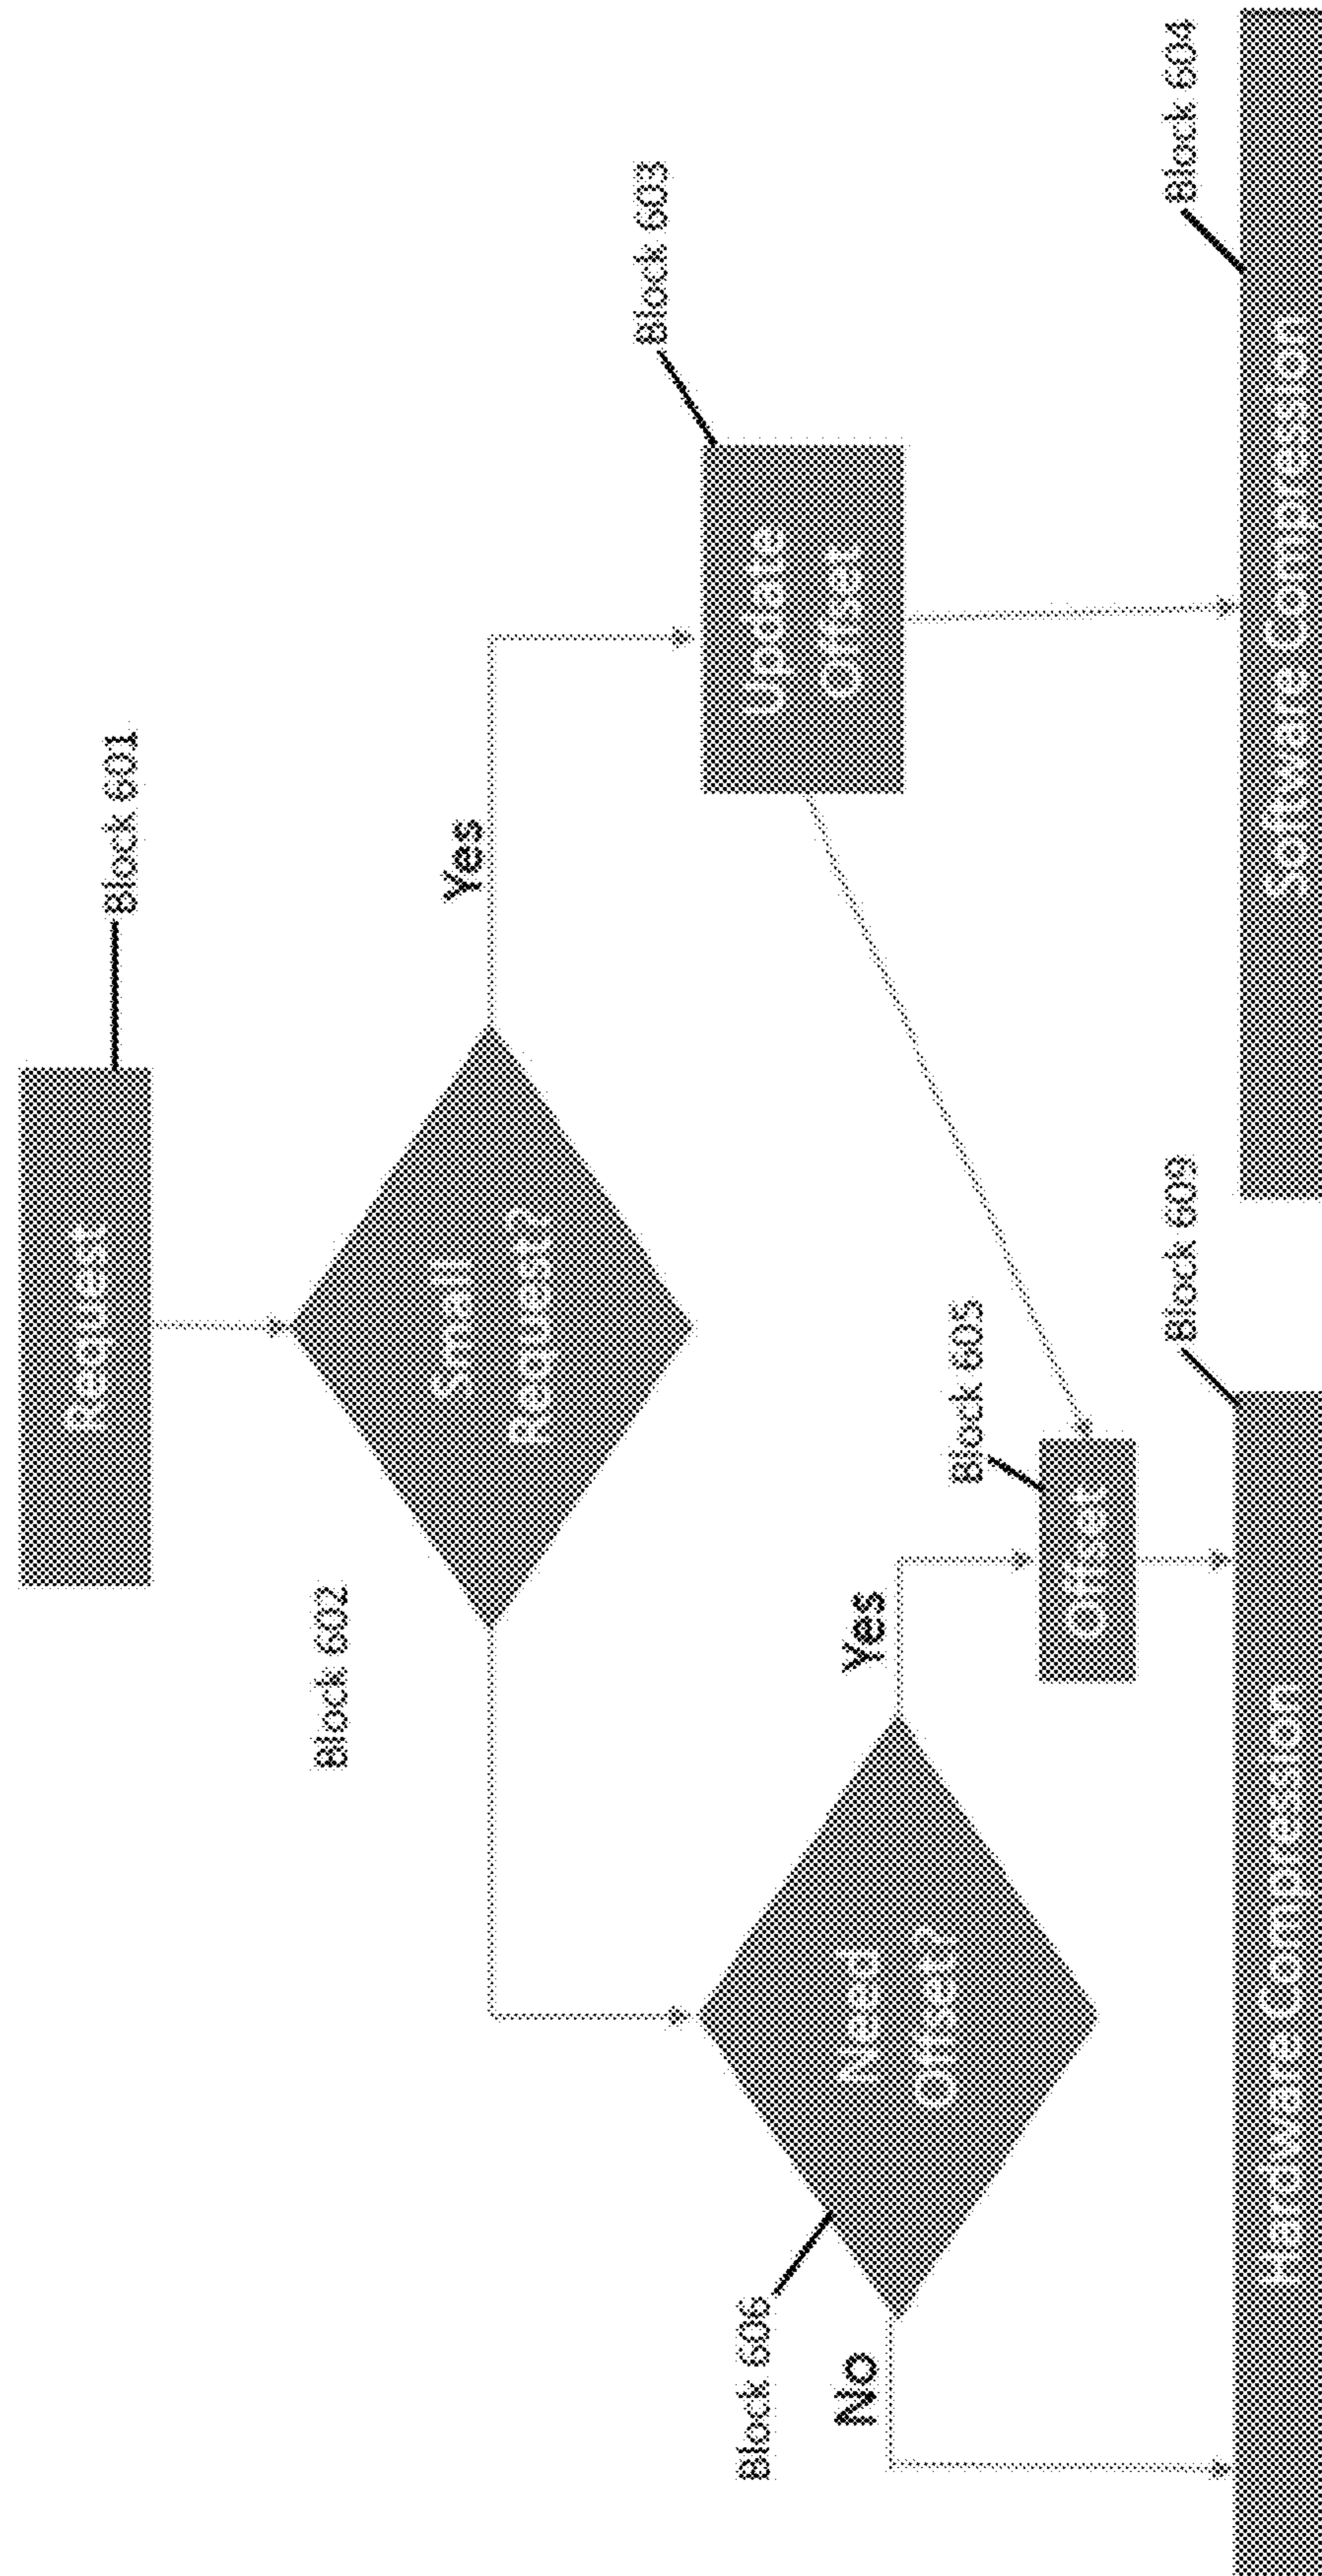 Request
Block 601
Block 602
Small
Request?
Yes
Block 603
Update
Offset
Block 606
Need
Offset?
No
Yes
Block 605
Offset
Block 609
Hardware Compression
Block 604
Software Compression